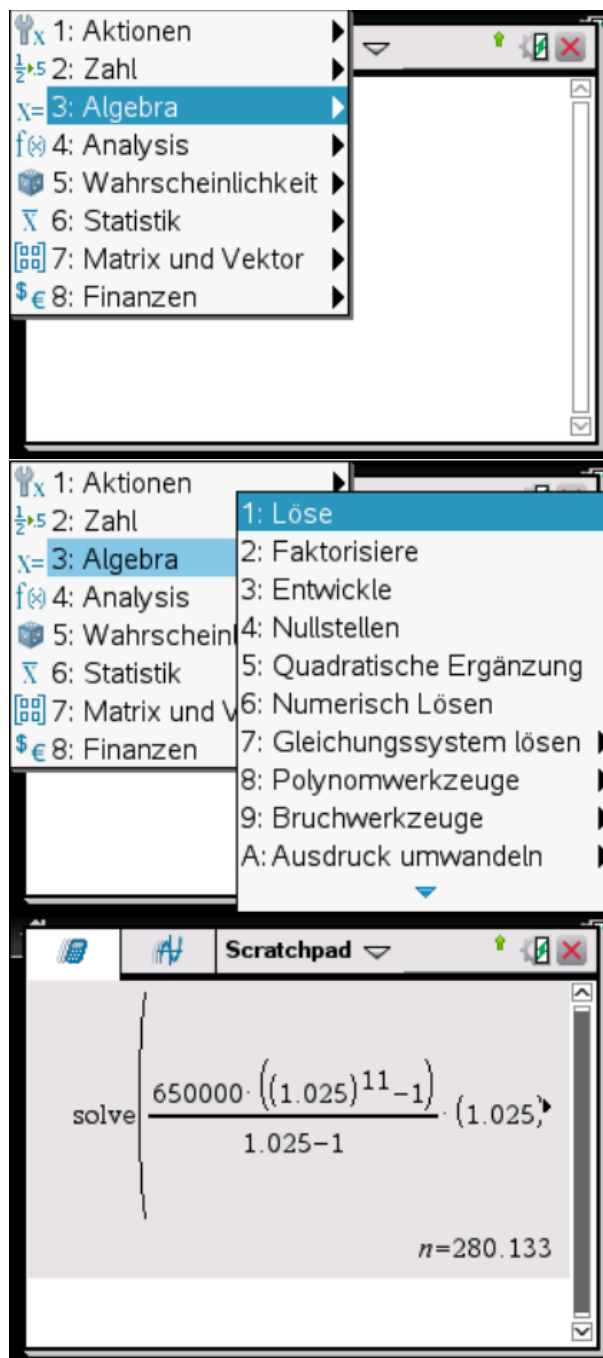 1: Aktionen
2: Zahl
3: Algebra
4: Analysis
5: Wahrscheinlichkeit
6: Statistik
7: Matrix und Vektor
8: Finanzen
1: Aktionen
2: Zahl
3: Algebra
4: Analysis
5: Wahrschein
6: Statistik
7: Matrix und V
8: Finanzen
1: Löse
2: Faktorisiere
3: Entwickle
4: Nullstellen
5: Quadratische Ergänzung
6: Numerisch Lösen
7: Gleichungssystem lösen
8: Polynomwerkzeuge
9: Bruchwerkzeuge
A: Ausdruck umwandeln
Scratchpad
solve( 650000·((1.025)^11−1) / 1.025−1 ·(1.025)
n=280.133